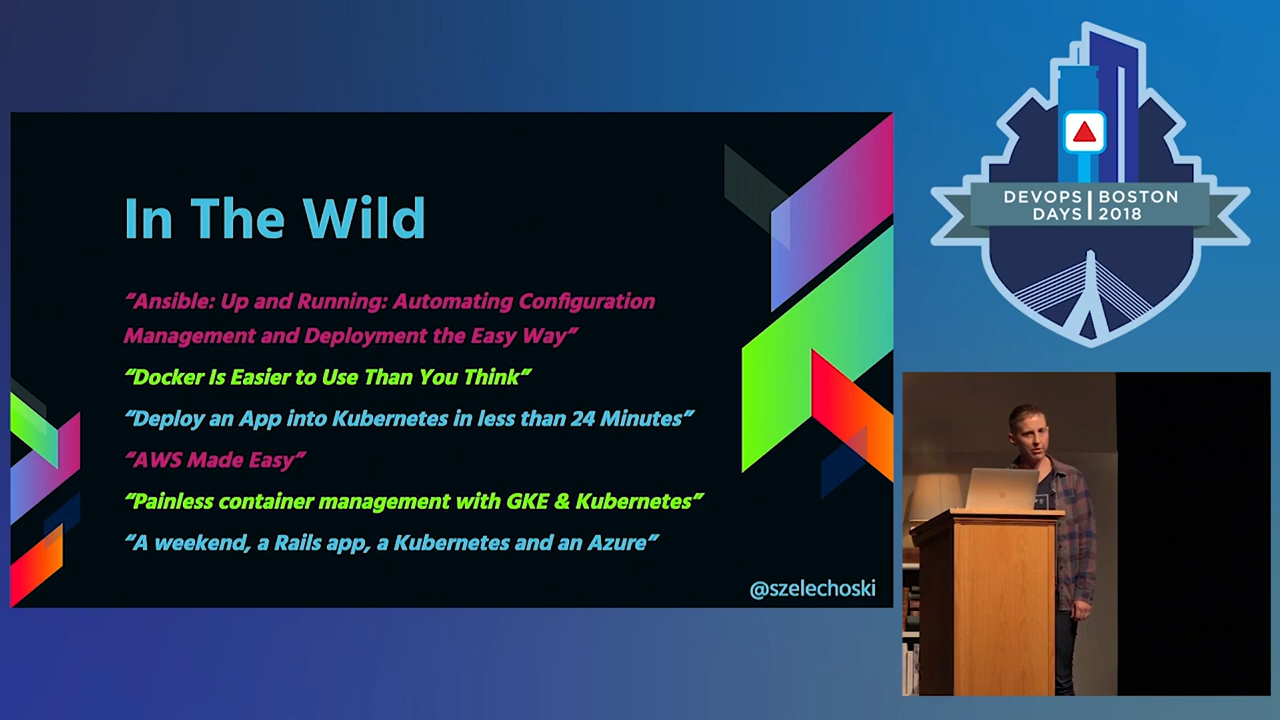 In The Wild
“Ansible: Up and Running: Automating Configuration
Management and Deployment the Easy Way”
“Docker Is Easier to Use Than You Think”
“Deploy an App into Kubernetes in less than 24 Minutes”
“AWS Made Easy”
“Painless container management with GKE & Kubernetes”
“A weekend, a Rails app, a Kubernetes and an Azure”
@szelechoski
DEVOPS BOSTON
DAYS 2018